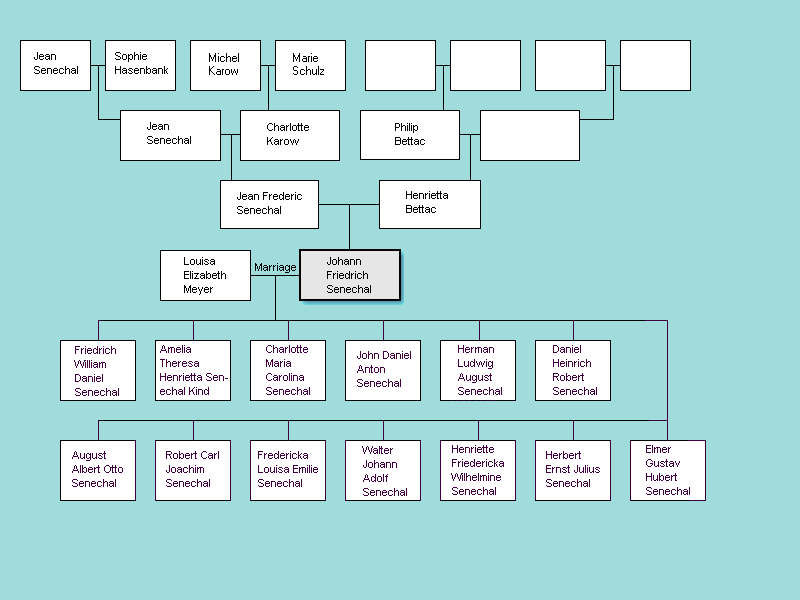 Jean
Senechal
Sophie
Hasenbank
Michel
Karow
Marie
Schulz
Jean
Senechal
Charlotte
Karow
Philip
Bettac
Jean Frederic
Senechal
Henrietta
Bettac
Louisa
Elizabeth
Meyer
Marriage
Johann
Friedrich
Senechal
Friedrich
William
Daniel
Senechal
Amelia
Theresa
Henrietta Sen-
echal Kind
Charlotte
Maria
Carolina
Senechal
John Daniel
Anton
Senechal
Herman
Ludwig
August
Senechal
Daniel
Heinrich
Robert
Senechal
August
Albert Otto
Senechal
Robert Carl
Joachim
Senechal
Fredericka
Louisa Emilie
Senechal
Walter
Johann
Adolf
Senechal
Henriette
Friedericka
Wilhelmine
Senechal
Herbert
Ernst Julius
Senechal
Elmer
Gustav
Hubert
Senechal